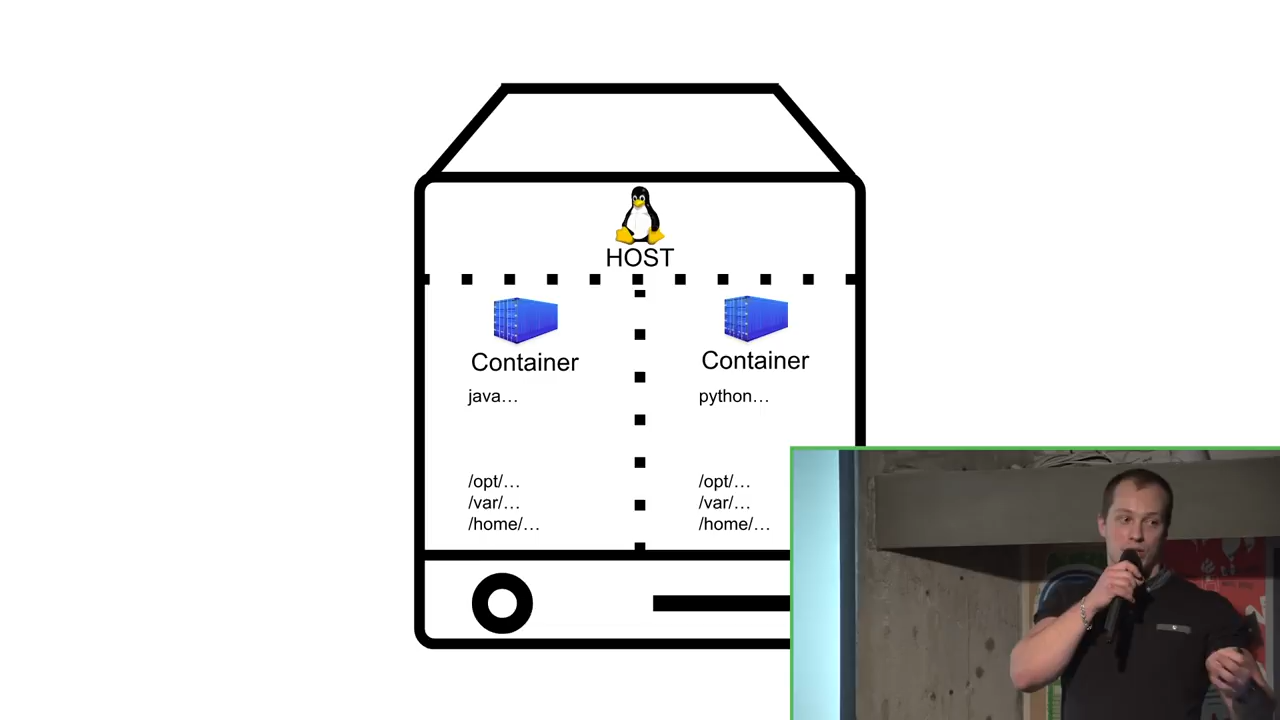 HOST
Container
java…
/opt/…
/var/…
/home/…
Container
python…
/opt/…
/var/…
/home/…